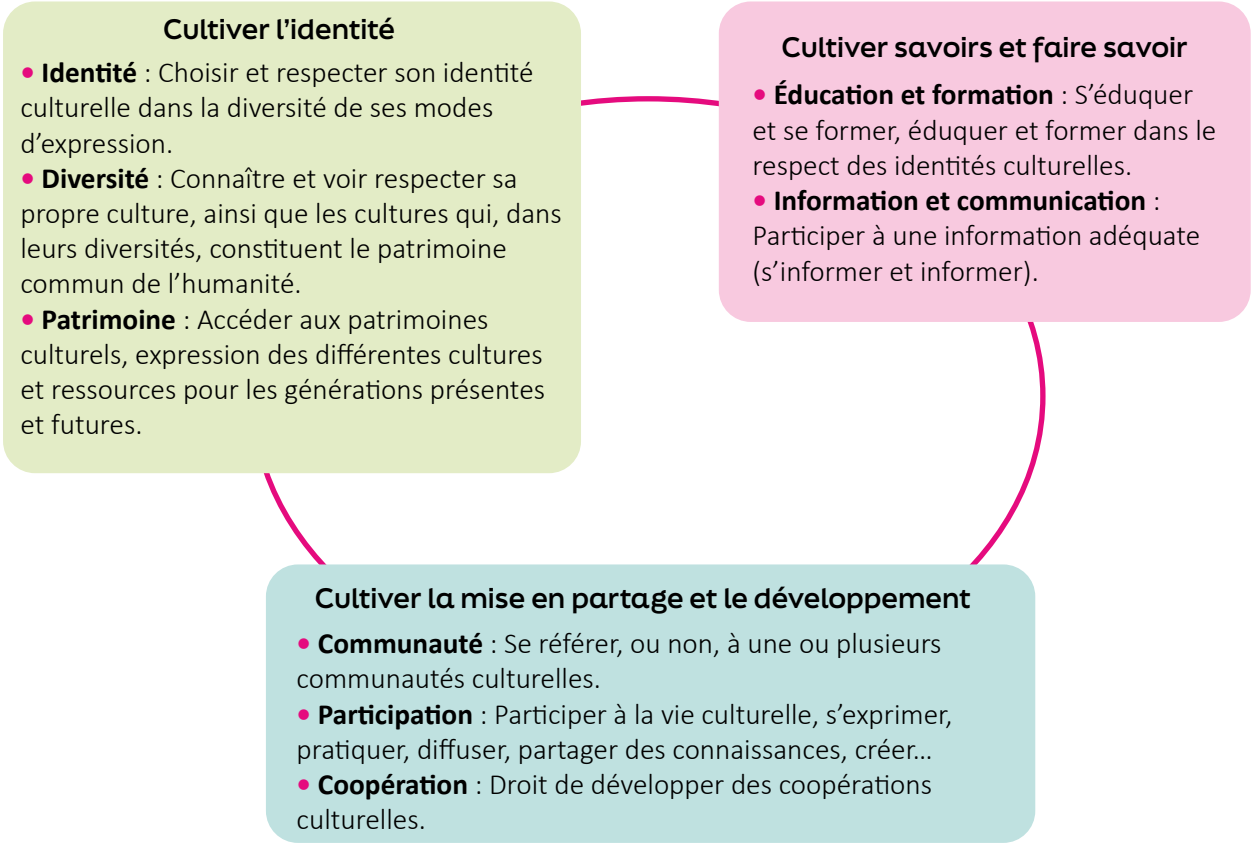 Cultiver l’identité
• Identité : Choisir et respecter son identité
culturelle dans la diversité de ses modes
d’expression.
• Diversité : Connaître et voir respecter sa
propre culture, ainsi que les cultures qui, dans
leurs diversités, constituent le patrimoine
commun de l’humanité.
• Patrimoine : Accéder aux patrimoines
culturels, expression des différentes cultures
et ressources pour les générations présentes
et futures.
Cultiver savoirs et faire savoir
• Éducation et formation : S’éduquer
et se former, éduquer et former dans le
respect des identités culturelles.
• Information et communication :
Participer à une information adéquate
(s’informer et informer).
Cultiver la mise en partage et le développement
• Communauté : Se référer, ou non, à une ou plusieurs
communautés culturelles.
• Participation : Participer à la vie culturelle, s’exprimer,
pratiquer, diffuser, partager des connaissances, créer…
• Coopération : Droit de développer des coopérations
culturelles.